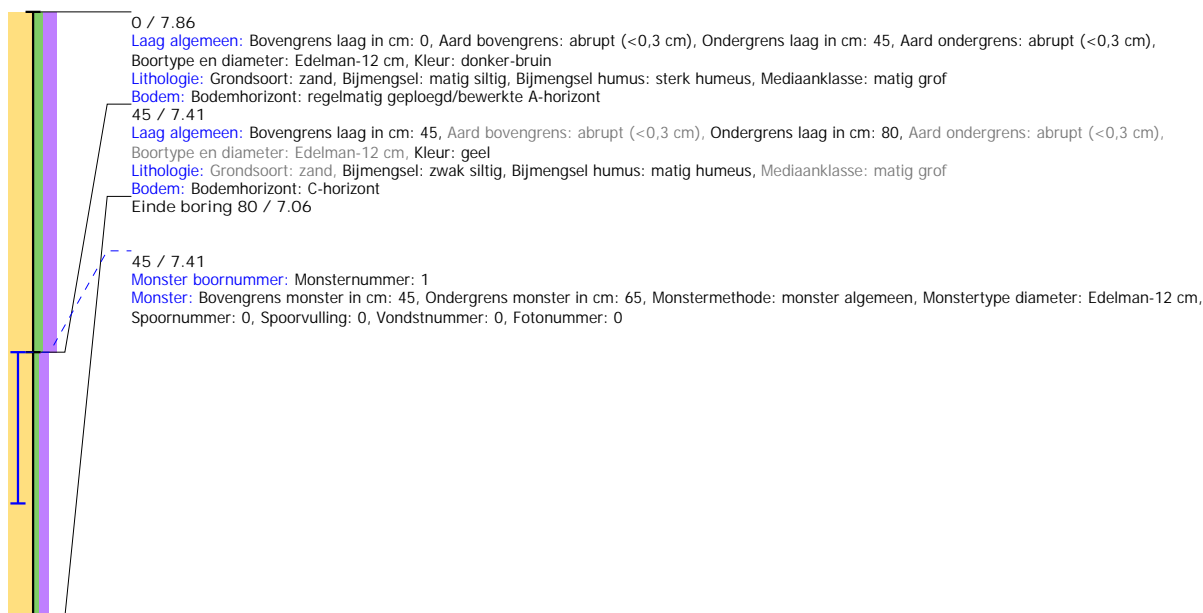 0 / 7.86
Laag algemeen: Bovengrens laag in cm: 0, Aard bovengrens: abrupt (<0,3 cm), Ondergrens laag in cm: 45, Aard ondergrens: abrupt (<0,3 cm),
Boortype en diameter: Edelman-12 cm, Kleur: donker-bruin
Lithologie: Grondsoort: zand, Bijmengsel: matig siltig, Bijmengsel humus: sterk humeus, Mediaanklasse: matig grof
Bodem: Bodemhorizont: regelmatig geploegd/bewerkte A-horizont
45 / 7.41
Laag algemeen: Bovengrens laag in cm: 45, Aard bovengrens: abrupt (<0,3 cm), Ondergrens laag in cm: 80, Aard ondergrens: abrupt (<0,3 cm),
Boortype en diameter: Edelman-12 cm, Kleur: geel
Lithologie: Grondsoort: zand, Bijmengsel: zwak siltig, Bijmengsel humus: matig humeus, Mediaanklasse: matig grof
Bodem: Bodemhorizont: C-horizont
Einde boring 80 / 7.06
45 / 7.41
Monster boornummer: Monsternummer: 1
Monster: Bovengrens monster in cm: 45, Ondergrens monster in cm: 65, Monstermethode: monster algemeen, Monstertype diameter: Edelman-12 cm,
Spoornummer: 0, Spoorvulling: 0, Vondstnummer: 0, Fotonummer: 0